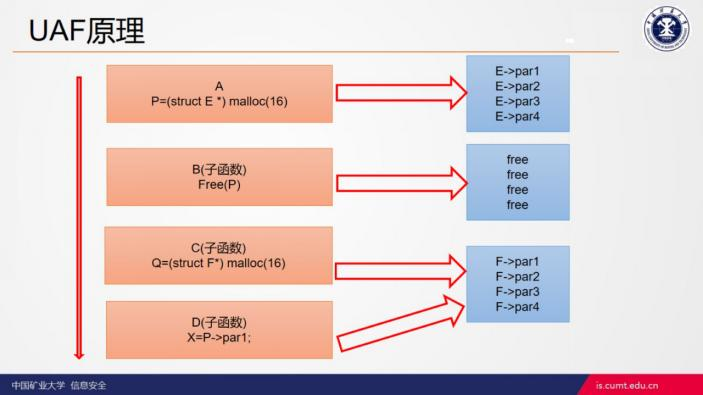 UAF原理
A
P=(struct E *) malloc(16)
E->par1
E->par2
E->par3
E->par4
B(子函数)
Free(P)
free
free
free
free
C(子函数)
Q=(struct F*) malloc(16)
F->par1
F->par2
F->par3
F->par4
D(子函数)
X=P->par1;
中国矿业大学 信息安全
is.cumt.edu.cn